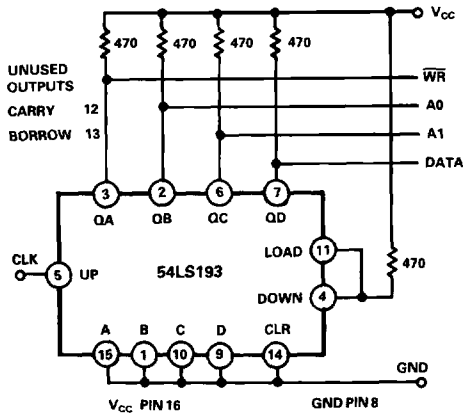 VCC
470 470 470 470
UNUSED
OUTPUTS
WR
CARRY 12
A0
BORROW 13
A1
DATA
3 2 6 7
QA QB QC QD
CLK
5 UP
54LS193
LOAD 11
DOWN 4
470
A B C D CLR
15 1 10 9 14
GND
VCC PIN 16 GND PIN 8